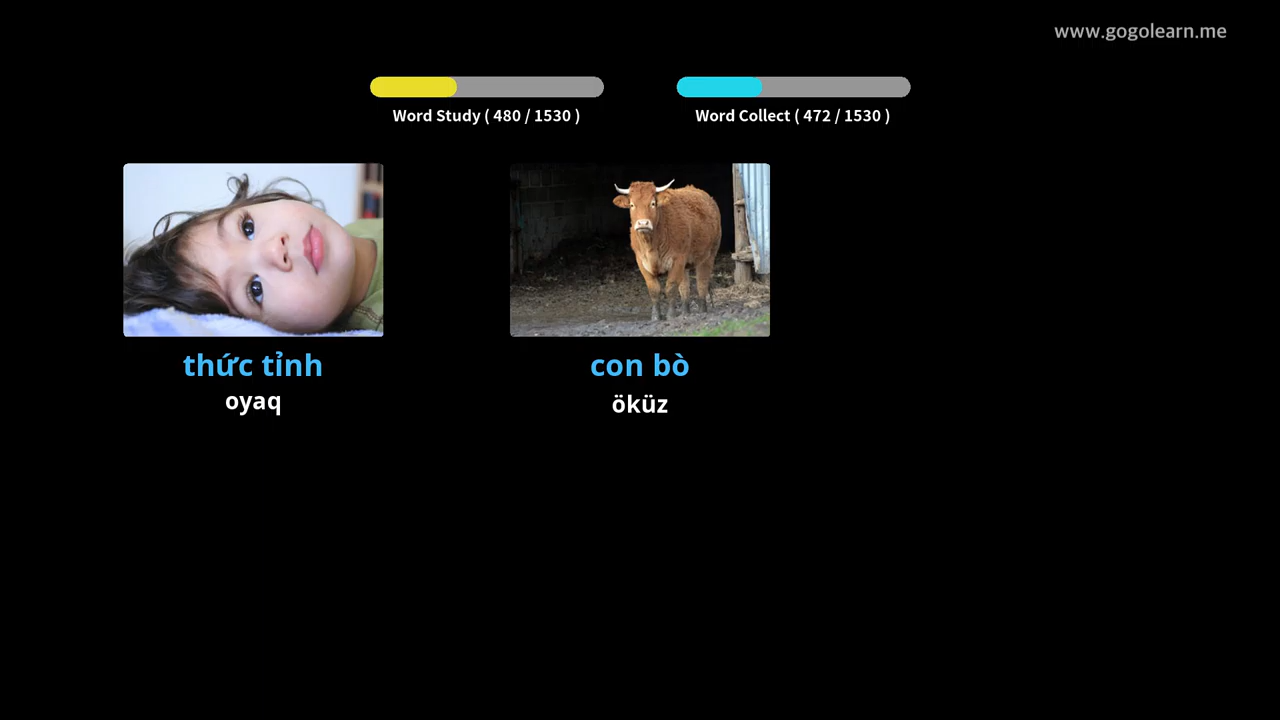 www.gogolearn.me
Word Study ( 480 / 1530 )
Word Collect ( 472 / 1530 )
thức tỉnh
oyaq
con bò
öküz